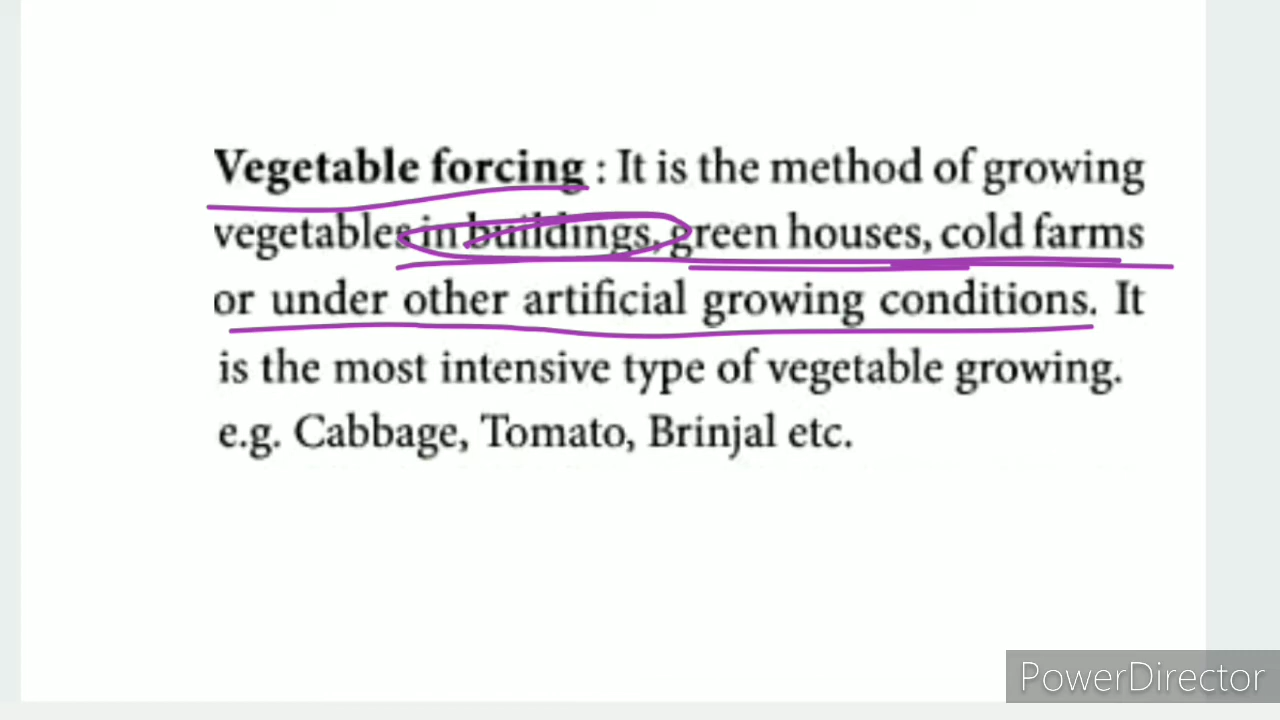 Vegetable forcing : It is the method of growing
vegetables in buildings, green houses, cold farms
or under other artificial growing conditions. It
is the most intensive type of vegetable growing.
e.g. Cabbage, Tomato, Brinjal etc.
PowerDirector